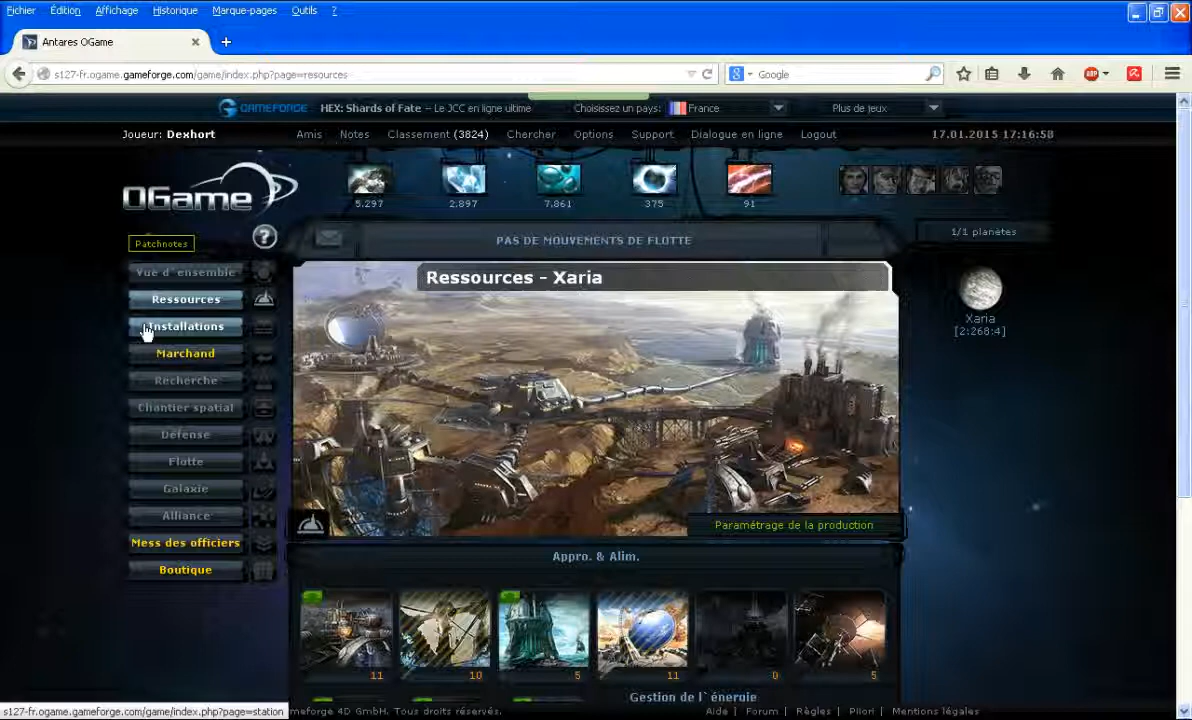 Fichier Édition Affichage Historique Marque-pages Outils ?
Antares OGame
s127-fr.ogame.gameforge.com/game/index.php?page=resources
Google
ABP
GAMEFORGE HEX: Shards of Fate – Le JCC en ligne ultime Choisissez un pays: France Plus de jeux
Joueur: Dexhort Amis Notes Classement (3824) Chercher Options Support Dialogue en ligne Logout 17.01.2015 17:16:58
OGame
5.297 2.897 7.861 375 91
Patchnotes
?
PAS DE MOUVEMENTS DE FLOTTE
1/1 planètes
Vue d'ensemble
Ressources - Xaria
Ressources
Installations
Xaria
[2:268:4]
Marchand
Recherche
Chantier spatial
Défense
Flotte
Galaxie
Alliance
Paramétrage de la production
Mess des officiers
Appro. & Alim.
Boutique
11 10 5 11 0 5
Gestion de l`énergie
s127-fr.ogame.gameforge.com/game/index.php?page=station
meforge 4D GmbH. Tous droits réservés. Aide | Forum | Règles | Pilori | Mentions légales